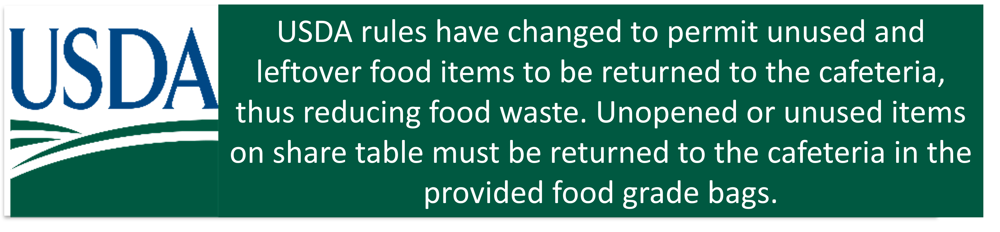 USDA
USDA rules have changed to permit unused and
leftover food items to be returned to the cafeteria,
thus reducing food waste. Unopened or unused items
on share table must be returned to the cafeteria in the
provided food grade bags.